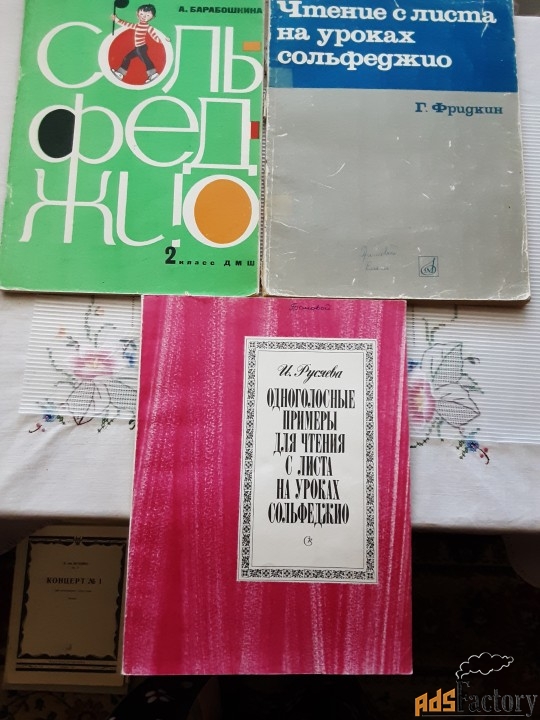 А. БАРАБОШКИНА
СОЛЬ
ФЕД
ЖИО
2 класс ДМШ
Чтение с листа
на уроках
сольфеджио
Г. Фридкин
И. Русяева
ОДНОГОЛОСНЫЕ
ПРИМЕРЫ
ДЛЯ ЧТЕНИЯ
С ЛИСТА
НА УРОКАХ
СОЛЬФЕДЖИО
КОНЦЕРТ № 1
AdsFactory